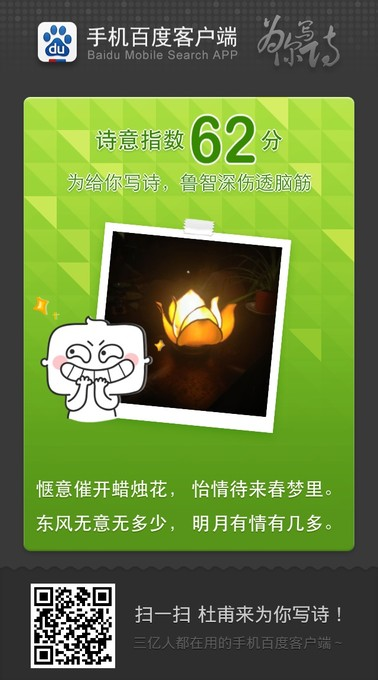 手机百度客户端
Baidu Mobile Search APP
为你写诗
du
诗意指数62分
为给你写诗，鲁智深伤透脑筋
惬意催开蜡烛花，怡情待来春梦里。
东风无意无多少，明月有情有几多。
扫一扫 杜甫来为你写诗！
三亿人都在用的手机百度客户端~